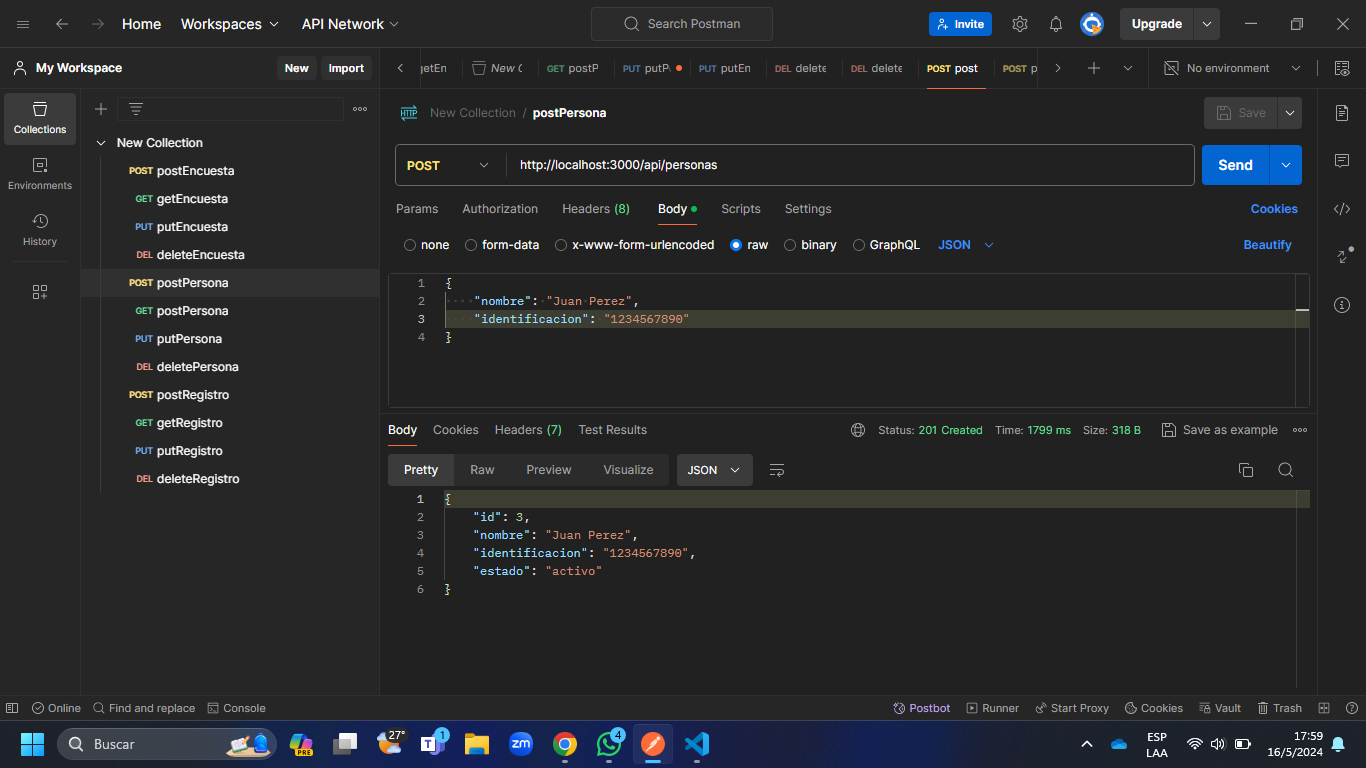 Home Workspaces API Network Search Postman Invite Upgrade
My Workspace New Import
getEn New C GET postP PUT putP PUT putEn DEL delete DEL delete POST post POST p No environment
Collections
Environments
History
New Collection
POST postEncuesta
GET getEncuesta
PUT putEncuesta
DEL deleteEncuesta
POST postPersona
GET postPersona
PUT putPersona
DEL deletePersona
POST postRegistro
GET getRegistro
PUT putRegistro
DEL deleteRegistro
HTTP New Collection / postPersona Save
POST http://localhost:3000/api/personas Send
Params Authorization Headers (8) Body Scripts Settings Cookies
none form-data x-www-form-urlencoded raw binary GraphQL JSON Beautify
1 {
2 "nombre": "Juan Perez",
3 "identificacion": "1234567890"
4 }
Body Cookies Headers (7) Test Results Status: 201 Created Time: 1799 ms Size: 318 B Save as example
Pretty Raw Preview Visualize JSON
1 {
2 "id": 3,
3 "nombre": "Juan Perez",
4 "identificacion": "1234567890",
5 "estado": "activo"
6 }
Online Find and replace Console Postbot Runner Start Proxy Cookies Vault Trash
Buscar PRE 27° 1 zm 4 ESP 17:59
LAA 16/5/2024